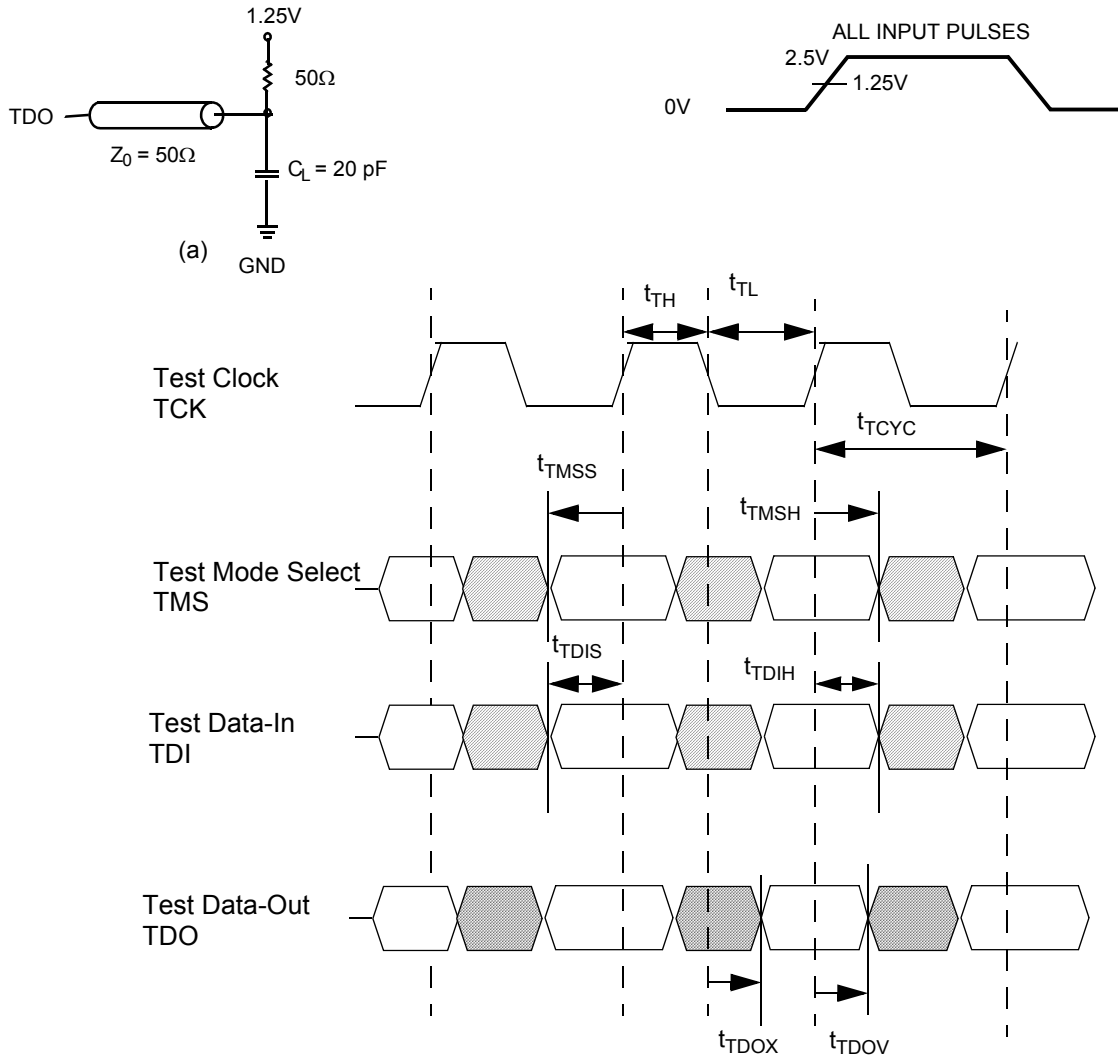 1.25V
50Ω
TDO
Z0 = 50Ω
CL = 20 pF
(a)
GND
ALL INPUT PULSES
2.5V
1.25V
0V
tTH
tTL
Test Clock
TCK
tTCYC
tTMSS
tTMSH
Test Mode Select
TMS
tTDIS
tTDIH
Test Data-In
TDI
Test Data-Out
TDO
tTDOX
tTDOV